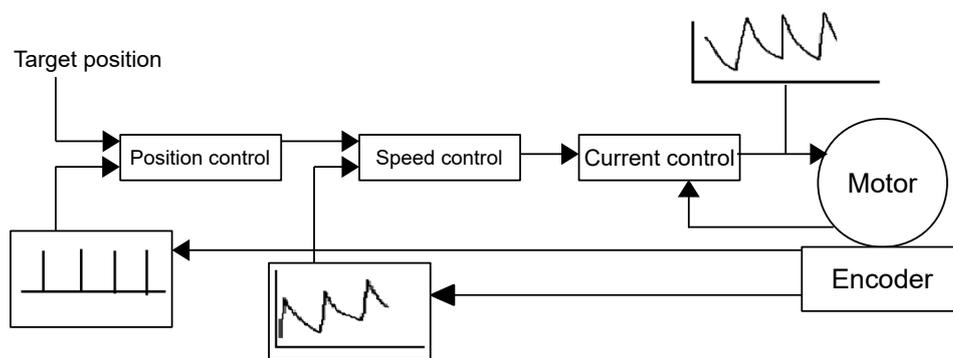 Target position
Position control
Speed control
Current control
Motor
Encoder